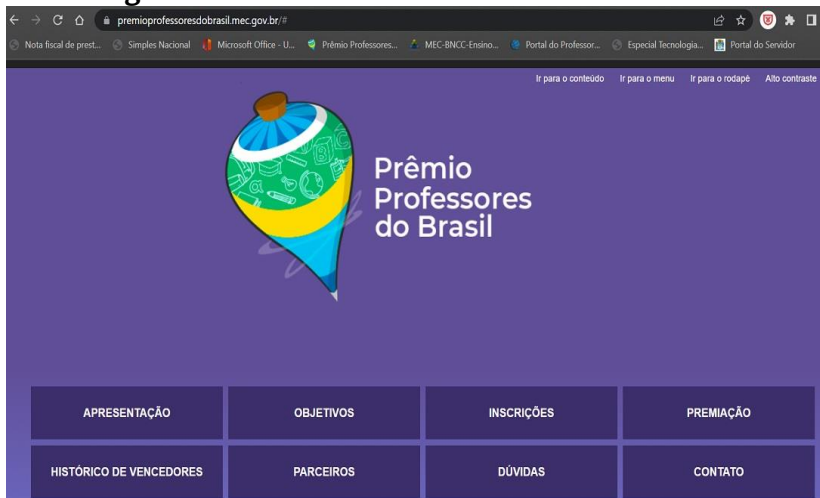 premioprofessoresdobrasil.mec.gov.br/#
Nota fiscal de prest... Simples Nacional Microsoft Office - U... Prêmio Professores... MEC-BNCC-Ensino... Portal do Professor... Especial Tecnologia... Portal do Servidor
Ir para o conteúdo Ir para o menu Ir para o rodapé Alto contraste
Prêmio
Professores
do Brasil
APRESENTAÇÃO OBJETIVOS INSCRIÇÕES PREMIAÇÃO
HISTÓRICO DE VENCEDORES PARCEIROS DÚVIDAS CONTATO